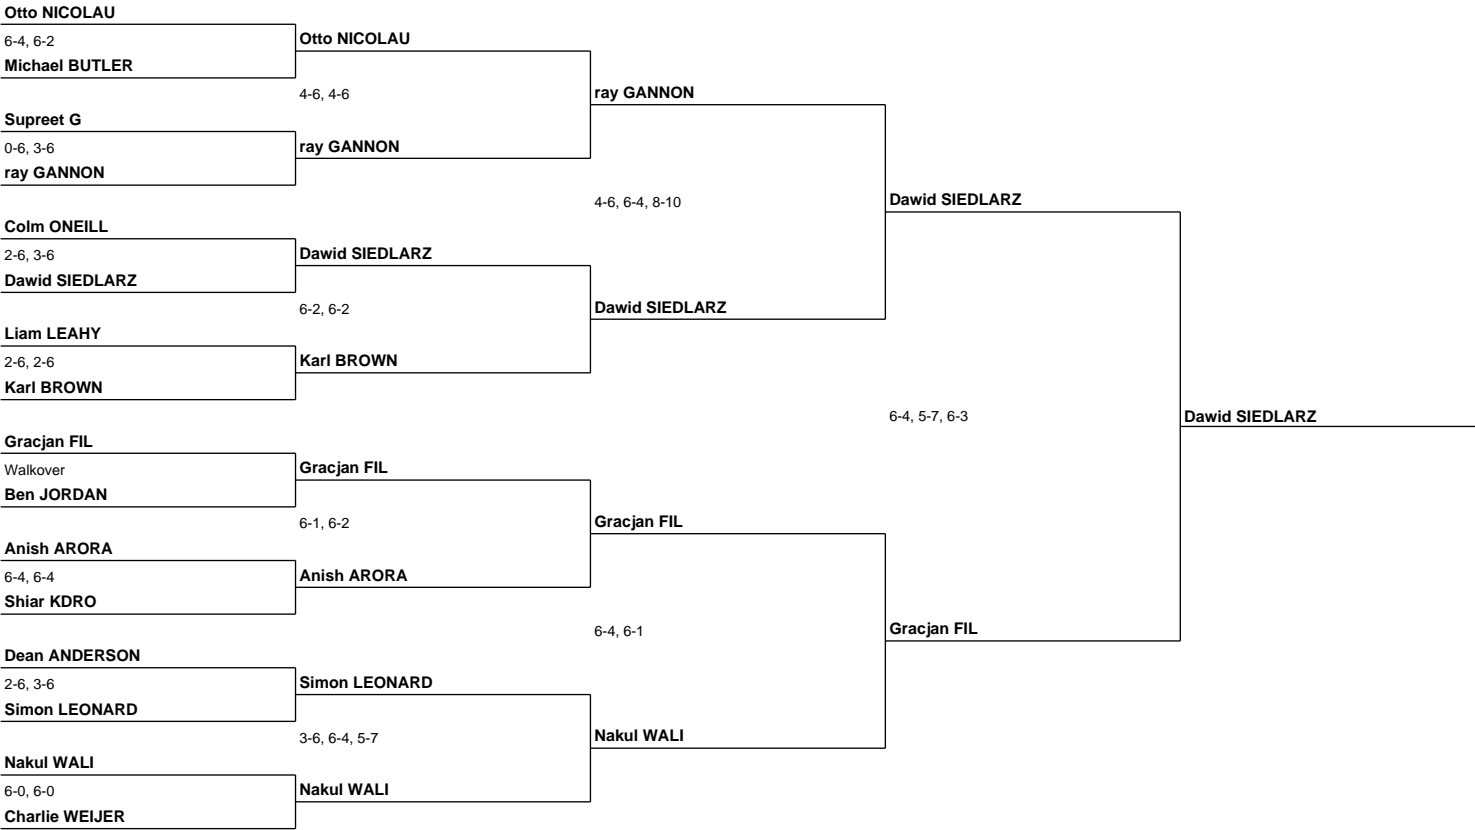 Otto NICOLAU
6-4, 6-2
Michael BUTLER
Supreet G
0-6, 3-6
ray GANNON
Colm ONEILL
2-6, 3-6
Dawid SIEDLARZ
Liam LEAHY
2-6, 2-6
Karl BROWN
Gracjan FIL
Walkover
Ben JORDAN
Anish ARORA
6-4, 6-4
Shiar KDRO
Dean ANDERSON
2-6, 3-6
Simon LEONARD
Nakul WALI
6-0, 6-0
Charlie WEIJER
Otto NICOLAU
4-6, 4-6
ray GANNON
Dawid SIEDLARZ
6-2, 6-2
Karl BROWN
Gracjan FIL
6-1, 6-2
Anish ARORA
Simon LEONARD
3-6, 6-4, 5-7
Nakul WALI
ray GANNON
4-6, 6-4, 8-10
Dawid SIEDLARZ
Gracjan FIL
6-4, 6-1
Nakul WALI
Dawid SIEDLARZ
6-4, 5-7, 6-3
Gracjan FIL
Dawid SIEDLARZ